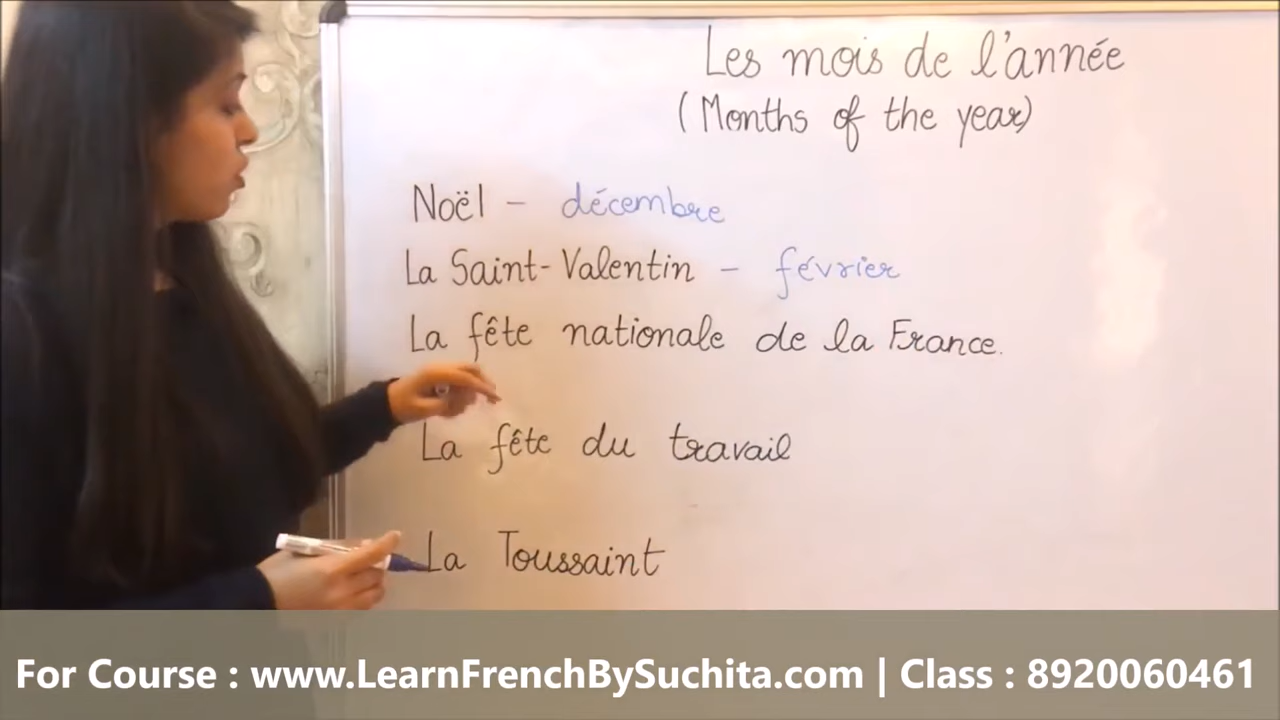 Les mois de l'année
(Months of the year)
Noël - décembre
La Saint-Valentin - février
La fête nationale de la France.
La fête du travail
La Toussaint
For Course : www.LearnFrenchBySuchita.com | Class : 8920060461